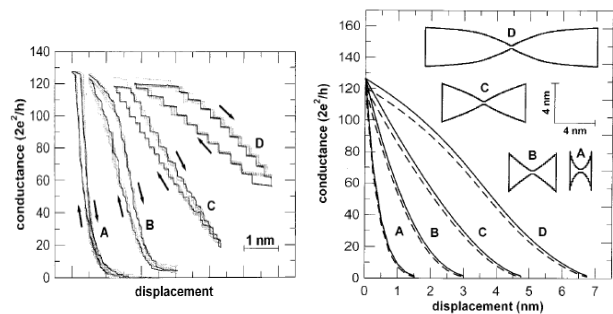 conductance (2e²/h)
140
120
100
80
60
40
20
0
A
B
C
D
1 nm
displacement
conductance (2e²/h)
160
140
120
100
80
60
40
20
0
D
C
4 nm
4 nm
B
A
A
B
C
D
0 1 2 3 4 5 6 7
displacement (nm)